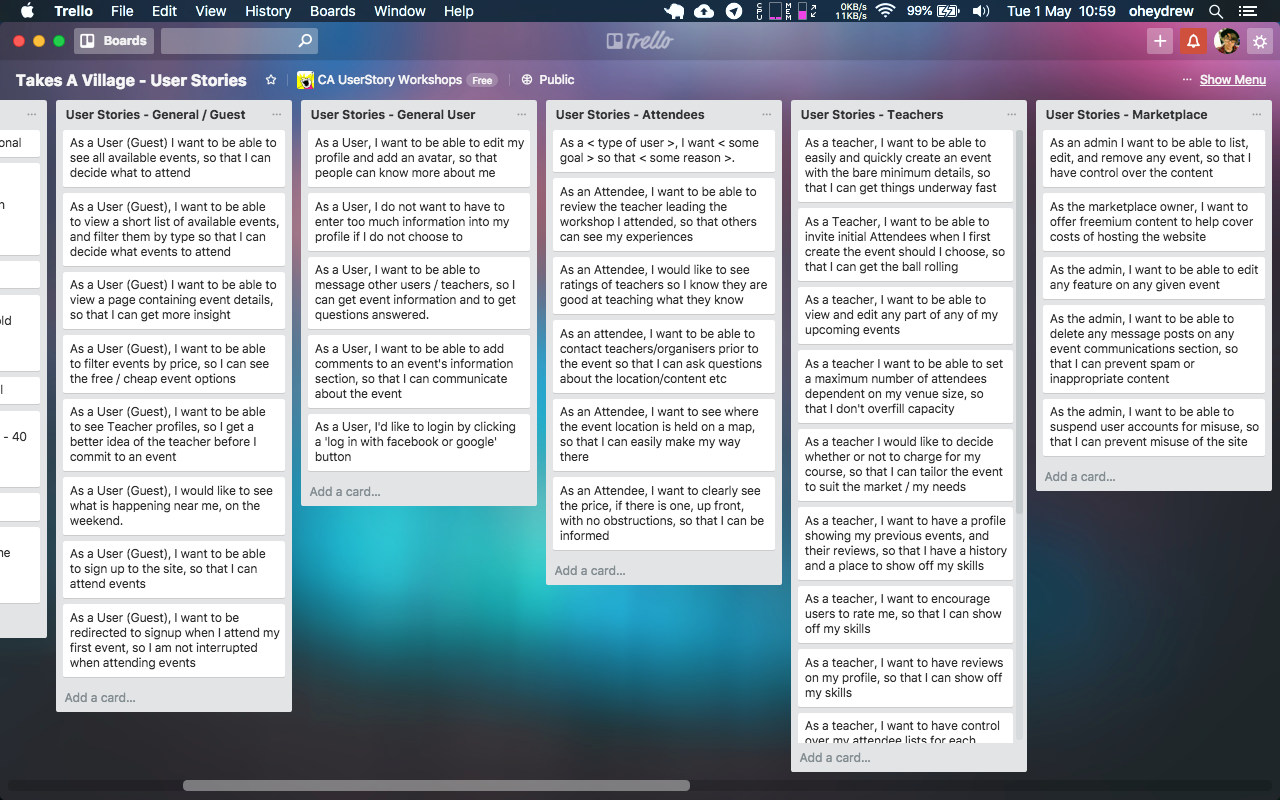 Trello File Edit View History Boards Window Help
CPU MEM 0KB/s 11KB/s 99% Tue 1 May 10:59 oheydrew
Boards
Trello
Takes A Village - User Stories
CA UserStory Workshops Free
Public
... Show Menu
onal
old
- 40
User Stories - General / Guest
As a User (Guest) I want to be able to
see all available events, so that I can
decide what to attend
As a User (Guest), I want to be able
to view a short list of available events,
and filter them by type so that I can
decide what events to attend
As a User (Guest) I want to be able to
view a page containing event details,
so that I can get more insight
As a User (Guest), I want to be able
to filter events by price, so I can see
the free / cheap event options
As a User (Guest), I want to be able
to see Teacher profiles, so I get a
better idea of the teacher before I
commit to an event
As a User (Guest), I would like to see
what is happening near me, on the
weekend.
As a User (Guest), I want to be able
to sign up to the site, so that I can
attend events
As a User (Guest), I want to be
redirected to signup when I attend my
first event, so I am not interrupted
when attending events
Add a card...
User Stories - General User
As a User, I want to be able to edit my
profile and add an avatar, so that
people can know more about me
As a User, I do not want to have to
enter too much information into my
profile if I do not choose to
As a User, I want to be able to
message other users / teachers, so I
can get event information and to get
questions answered.
As a User, I want to be able to add
comments to an event's information
section, so that I can communicate
about the event
As a User, I'd like to login by clicking
a 'log in with facebook or google'
button
Add a card...
User Stories - Attendees
As a < type of user >, I want < some
goal > so that < some reason >.
As an Attendee, I want to be able to
review the teacher leading the
workshop I attended, so that others
can see my experiences
As an Attendee, I would like to see
ratings of teachers so I know they are
good at teaching what they know
As an attendee, I want to be able to
contact teachers/organisers prior to
the event so that I can ask questions
about the location/content etc
As an Attendee, I want to see where
the event location is held on a map,
so that I can easily make my way
there
As an Attendee, I want to clearly see
the price, if there is one, up front,
with no obstructions, so that I can be
informed
Add a card...
User Stories - Teachers
As a teacher, I want to be able to
easily and quickly create an event
with the bare minimum details, so
that I can get things underway fast
As a Teacher, I want to be able to
invite initial Attendees when I first
create the event should I choose, so
that I can get the ball rolling
As a teacher, I want to be able to
view and edit any part of any of my
upcoming events
As a teacher I want to be able to set
a maximum number of attendees
dependent on my venue size, so
that I don't overfill capacity
As a teacher I would like to decide
whether or not to charge for my
course, so that I can tailor the event
to suit the market / my needs
As a teacher, I want to have a profile
showing my previous events, and
their reviews, so that I have a history
and a place to show off my skills
As a teacher, I want to encourage
users to rate me, so that I can show
off my skills
As a teacher, I want to have reviews
on my profile, so that I can show off
my skills
As a teacher, I want to have control
over my attendee lists for each
Add a card...
User Stories - Marketplace
As an admin I want to be able to list,
edit, and remove any event, so that I
have control over the content
As the marketplace owner, I want to
offer freemium content to help cover
costs of hosting the website
As the admin, I want to be able to edit
any feature on any given event
As the admin, I want to be able to
delete any message posts on any
event communications section, so
that I can prevent spam or
inappropriate content
As the admin, I want to be able to
suspend user accounts for misuse, so
that I can prevent misuse of the site
Add a card...